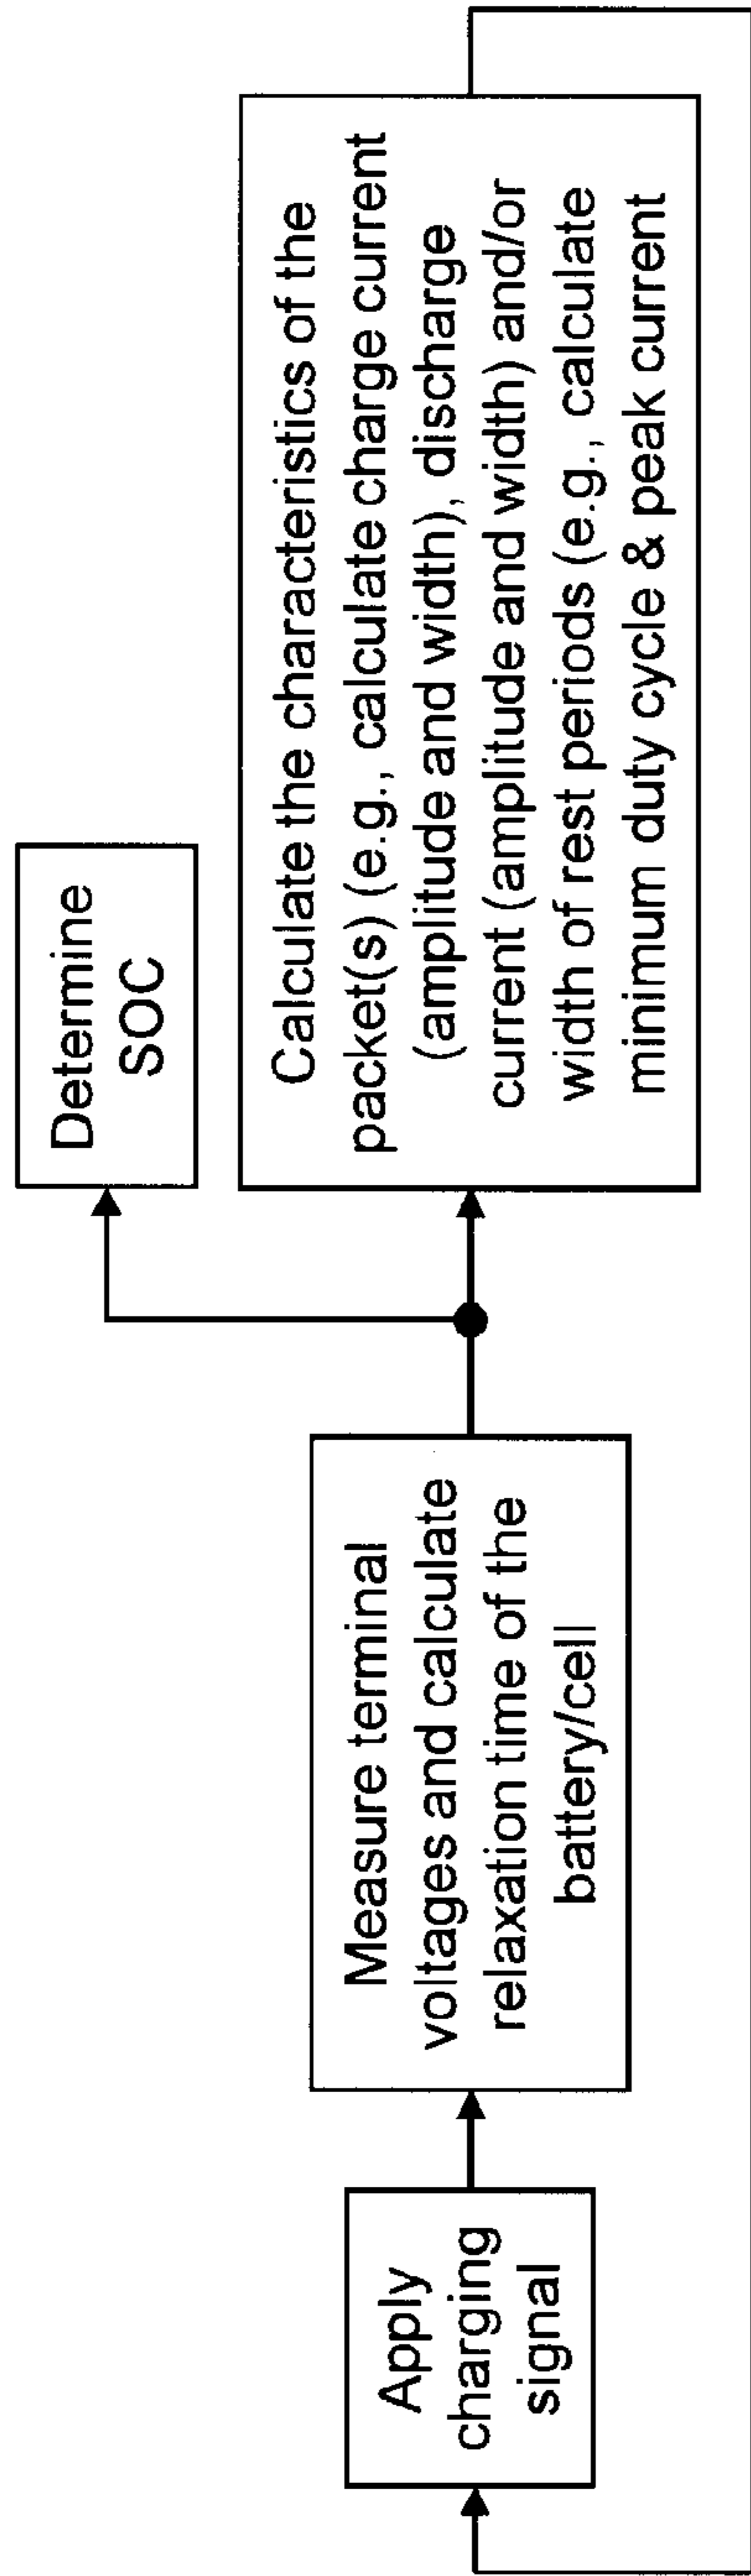 Apply
charging
signal
Measure terminal
voltages and calculate
relaxation time of the
battery/cell
Determine
SOC
Calculate the characteristics of the
packet(s) (e.g., calculate charge current
(amplitude and width), discharge
current (amplitude and width) and/or
width of rest periods (e.g., calculate
minimum duty cycle & peak current